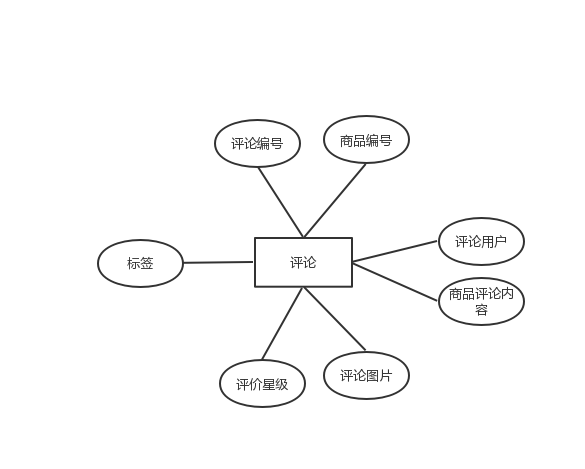 评论编号
商品编号
评论用户
标签
评论
商品评论内
容
评价星级
评论图片